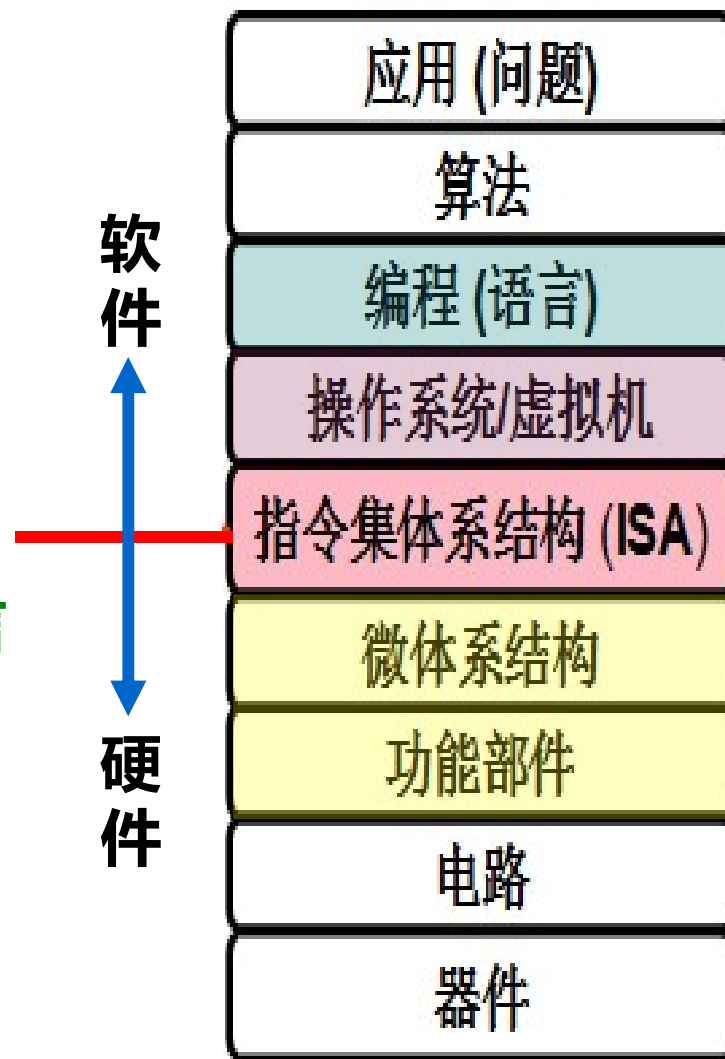 应用 (问题)
算法
软件
编程 (语言)
操作系统/虚拟机
指令集体系结构 (ISA)
微体系结构
硬件
功能部件
电路
器件